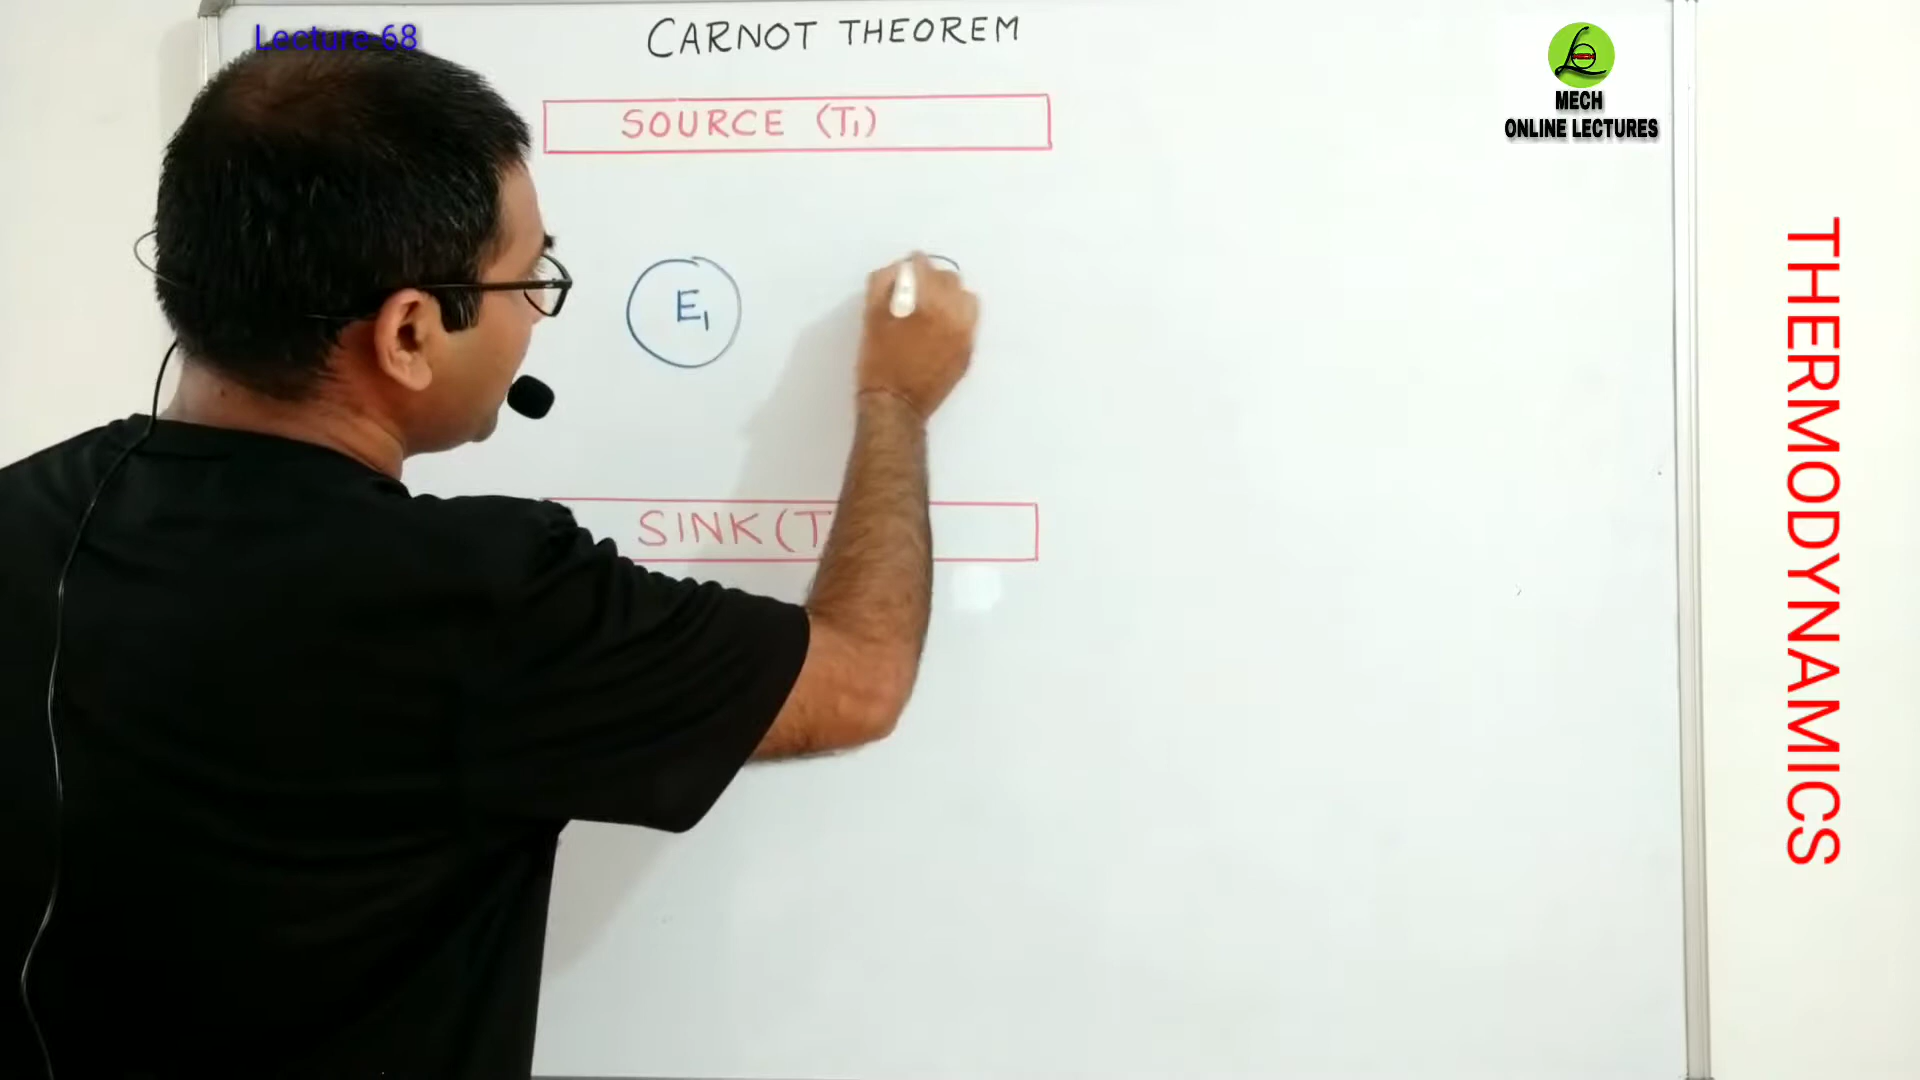 Lecture-68
CARNOT THEOREM
MECH
ONLINE LECTURES
SOURCE (T1)
E1
SINK (T
THERMODYNAMICS